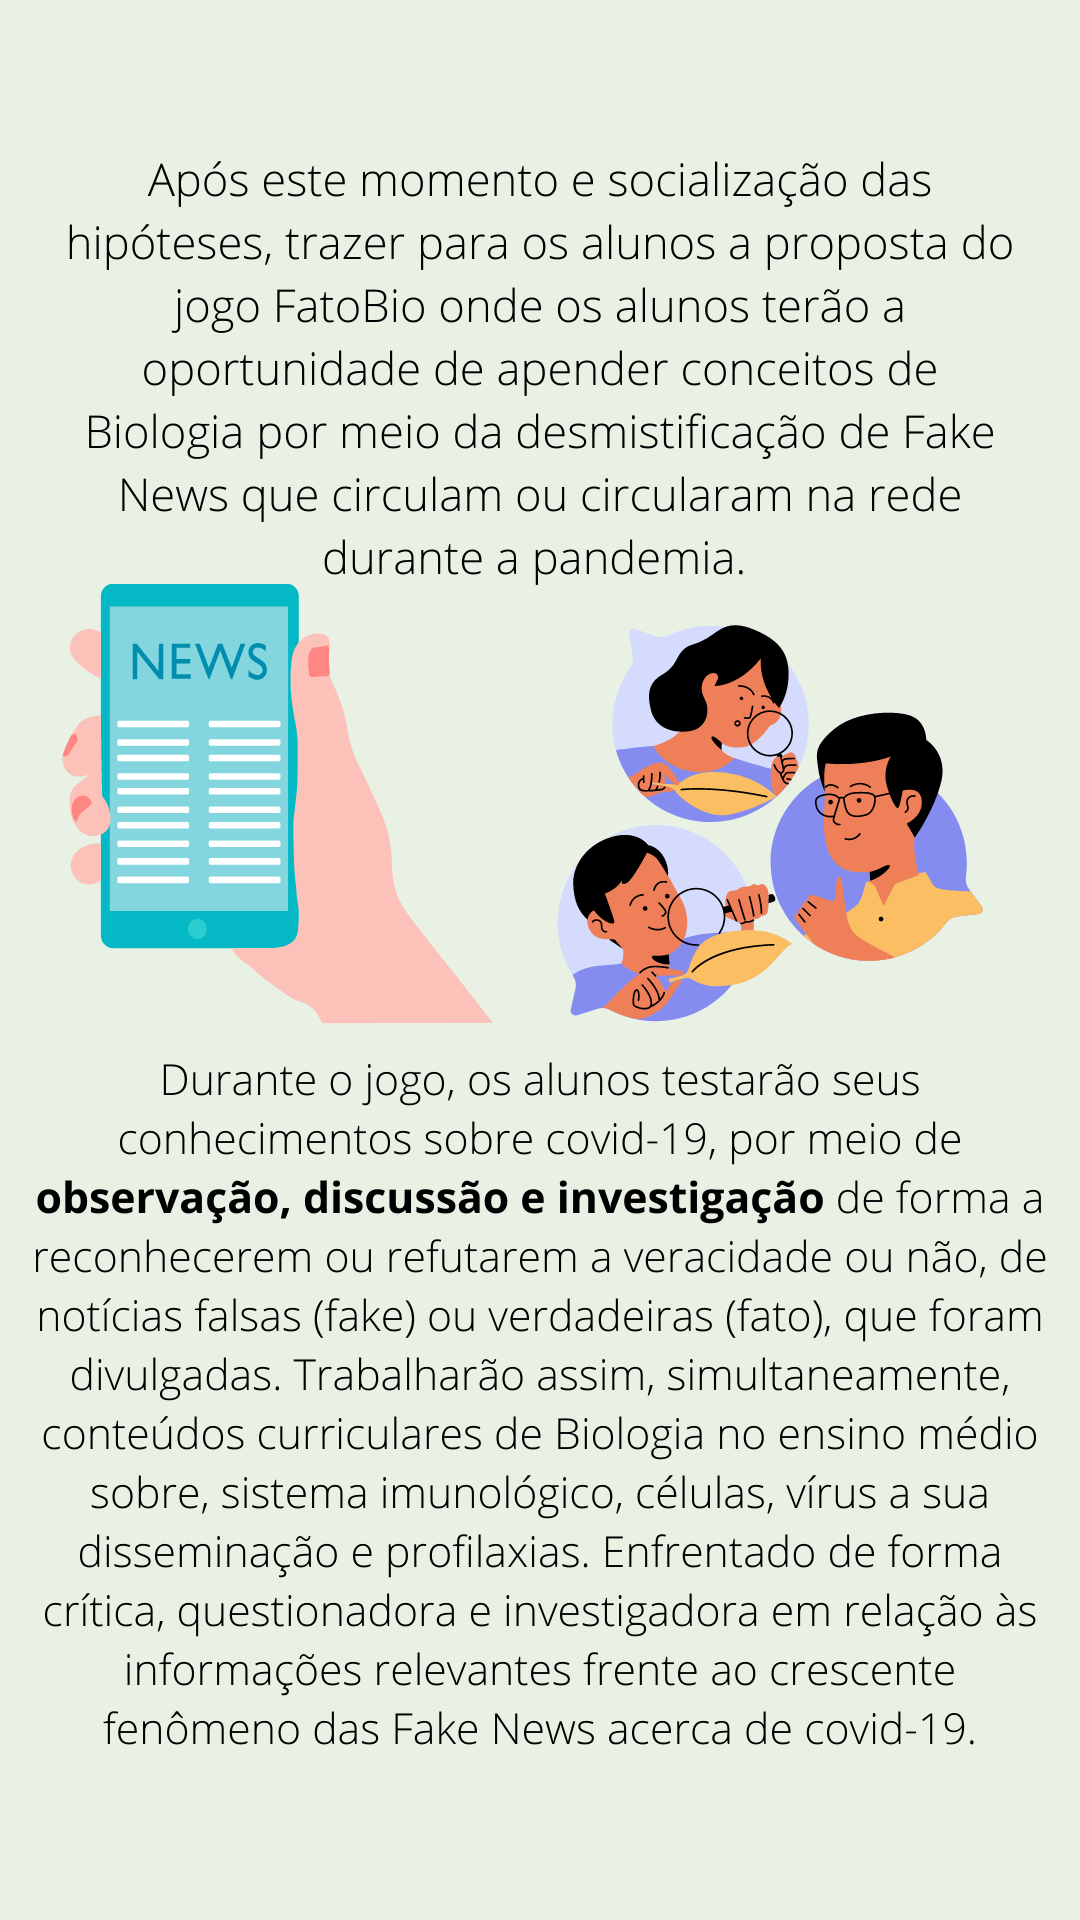 Após este momento e socialização das
hipóteses, trazer para os alunos a proposta do
jogo FatoBio onde os alunos terão a
oportunidade de apender conceitos de
Biologia por meio da desmistificação de Fake
News que circulam ou circularam na rede
durante a pandemia.
NEWS
Durante o jogo, os alunos testarão seus
conhecimentos sobre covid-19, por meio de
observação, discussão e investigação de forma a
reconhecerem ou refutarem a veracidade ou não, de
notícias falsas (fake) ou verdadeiras (fato), que foram
divulgadas. Trabalharão assim, simultaneamente,
conteúdos curriculares de Biologia no ensino médio
sobre, sistema imunológico, células, vírus a sua
disseminação e profilaxias. Enfrentado de forma
crítica, questionadora e investigadora em relação às
informações relevantes frente ao crescente
fenômeno das Fake News acerca de covid-19.